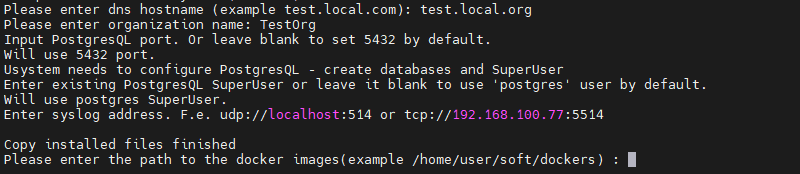 Please enter dns hostname (example test.local.com): test.local.org
Please enter organization name: TestOrg
Input PostgresQL port. Or leave blank to set 5432 by default.
Will use 5432 port.
Usystem needs to configure PostgresQL - create databases and SuperUser
Enter existing PostgresQL SuperUser or leave it blank to use 'postgres' user by default.
Will use postgres SuperUser.
Enter syslog address. F.e. udp://localhost:514 or tcp://192.168.100.77:5514
Copy installed files finished
Please enter the path to the docker images(example /home/user/soft/dockers) :